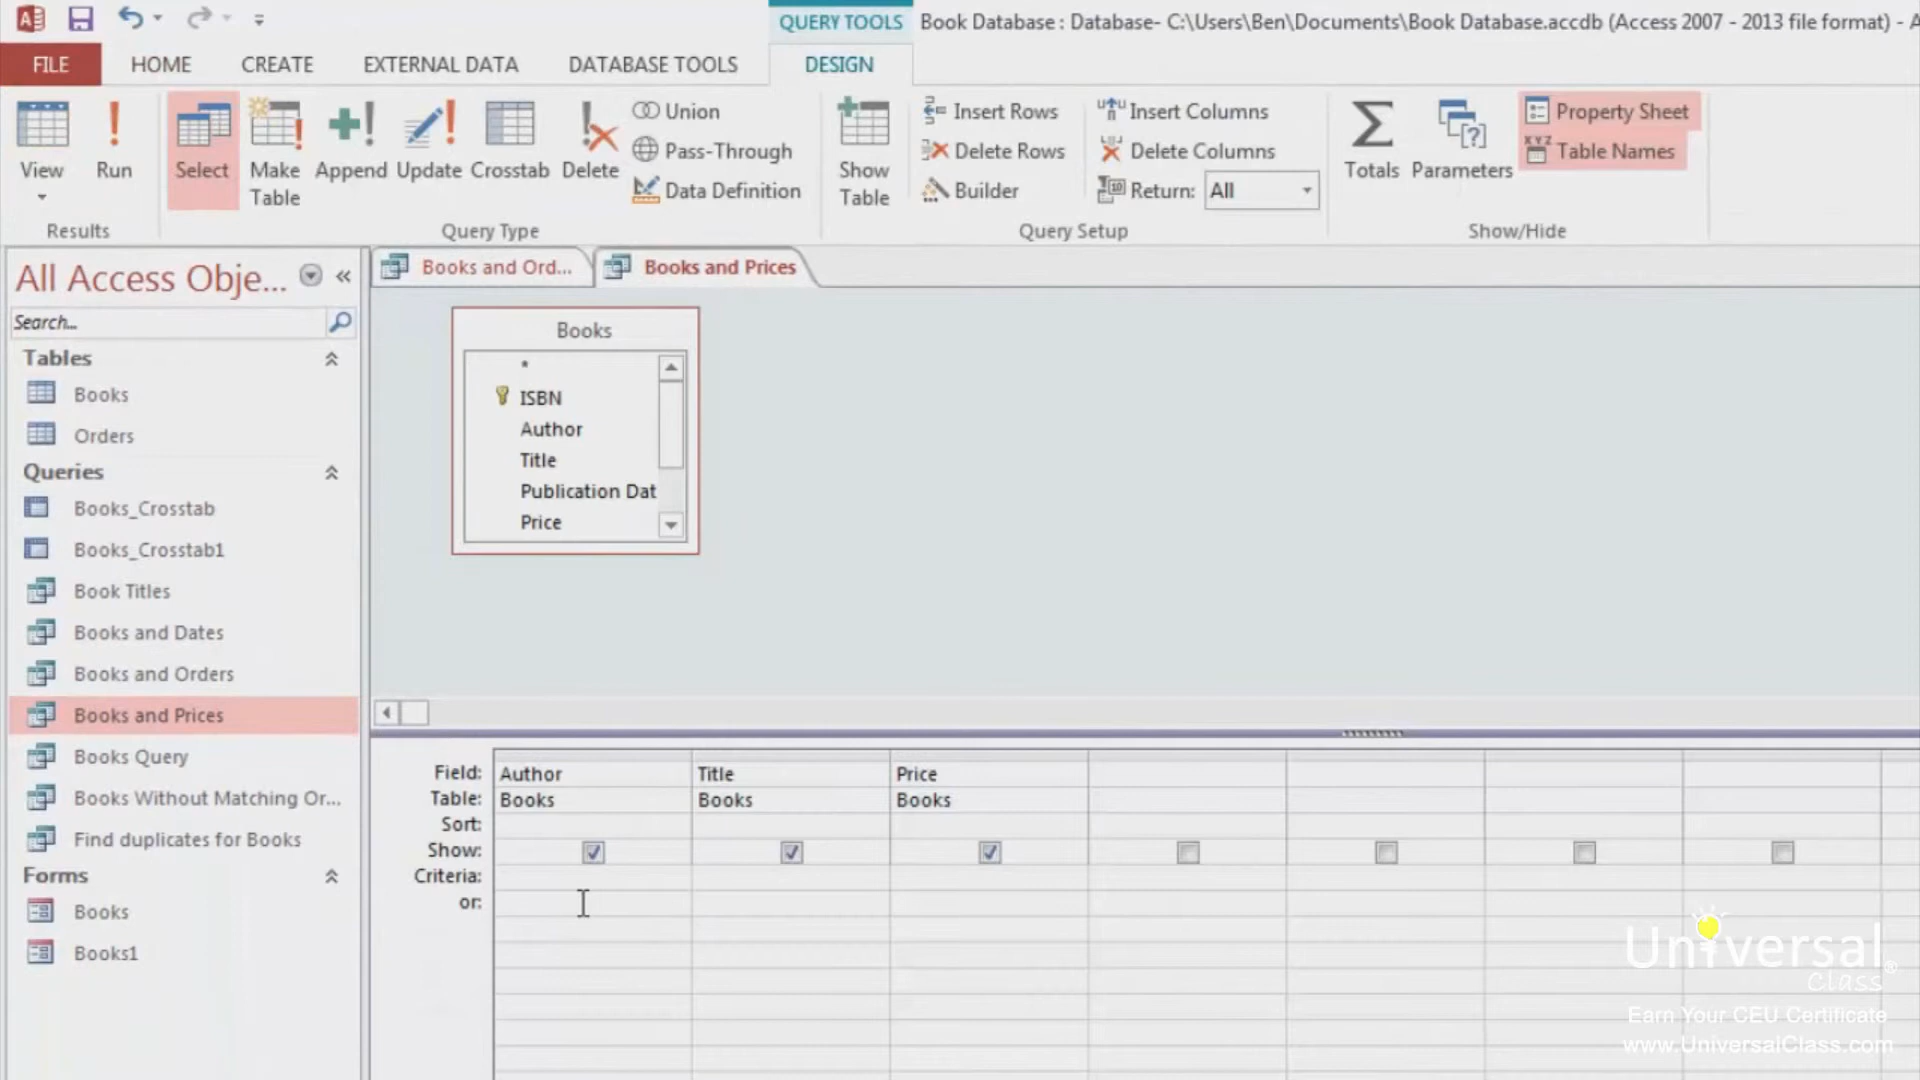 QUERY TOOLS Book Database : Database- C:\Users\Ben\Documents\Book Database.accdb (Access 2007 - 2013 file format) - A
FILE HOME CREATE EXTERNAL DATA DATABASE TOOLS DESIGN
View
Run
Select
Make
Table
Append
Update
Crosstab
Delete
Union
Pass-Through
Data Definition
Show
Table
Insert Rows
Delete Rows
Builder
Insert Columns
Delete Columns
Return: All
Totals
Parameters
Property Sheet
XYZ Table Names
Results
Query Type
Query Setup
Show/Hide
All Access Obje...
Search...
Tables
Books
Orders
Queries
Books_Crosstab
Books_Crosstab1
Book Titles
Books and Dates
Books and Orders
Books and Prices
Books Query
Books Without Matching Or...
Find duplicates for Books
Forms
Books
Books1
Books and Ord...
Books and Prices
Books
*
ISBN
Author
Title
Publication Dat
Price
Field: Author Title Price
Table: Books Books Books
Sort:
Show:
Criteria:
or:
Universal®
Class
Earn Your CEU Certificate
www.UniversalClass.com